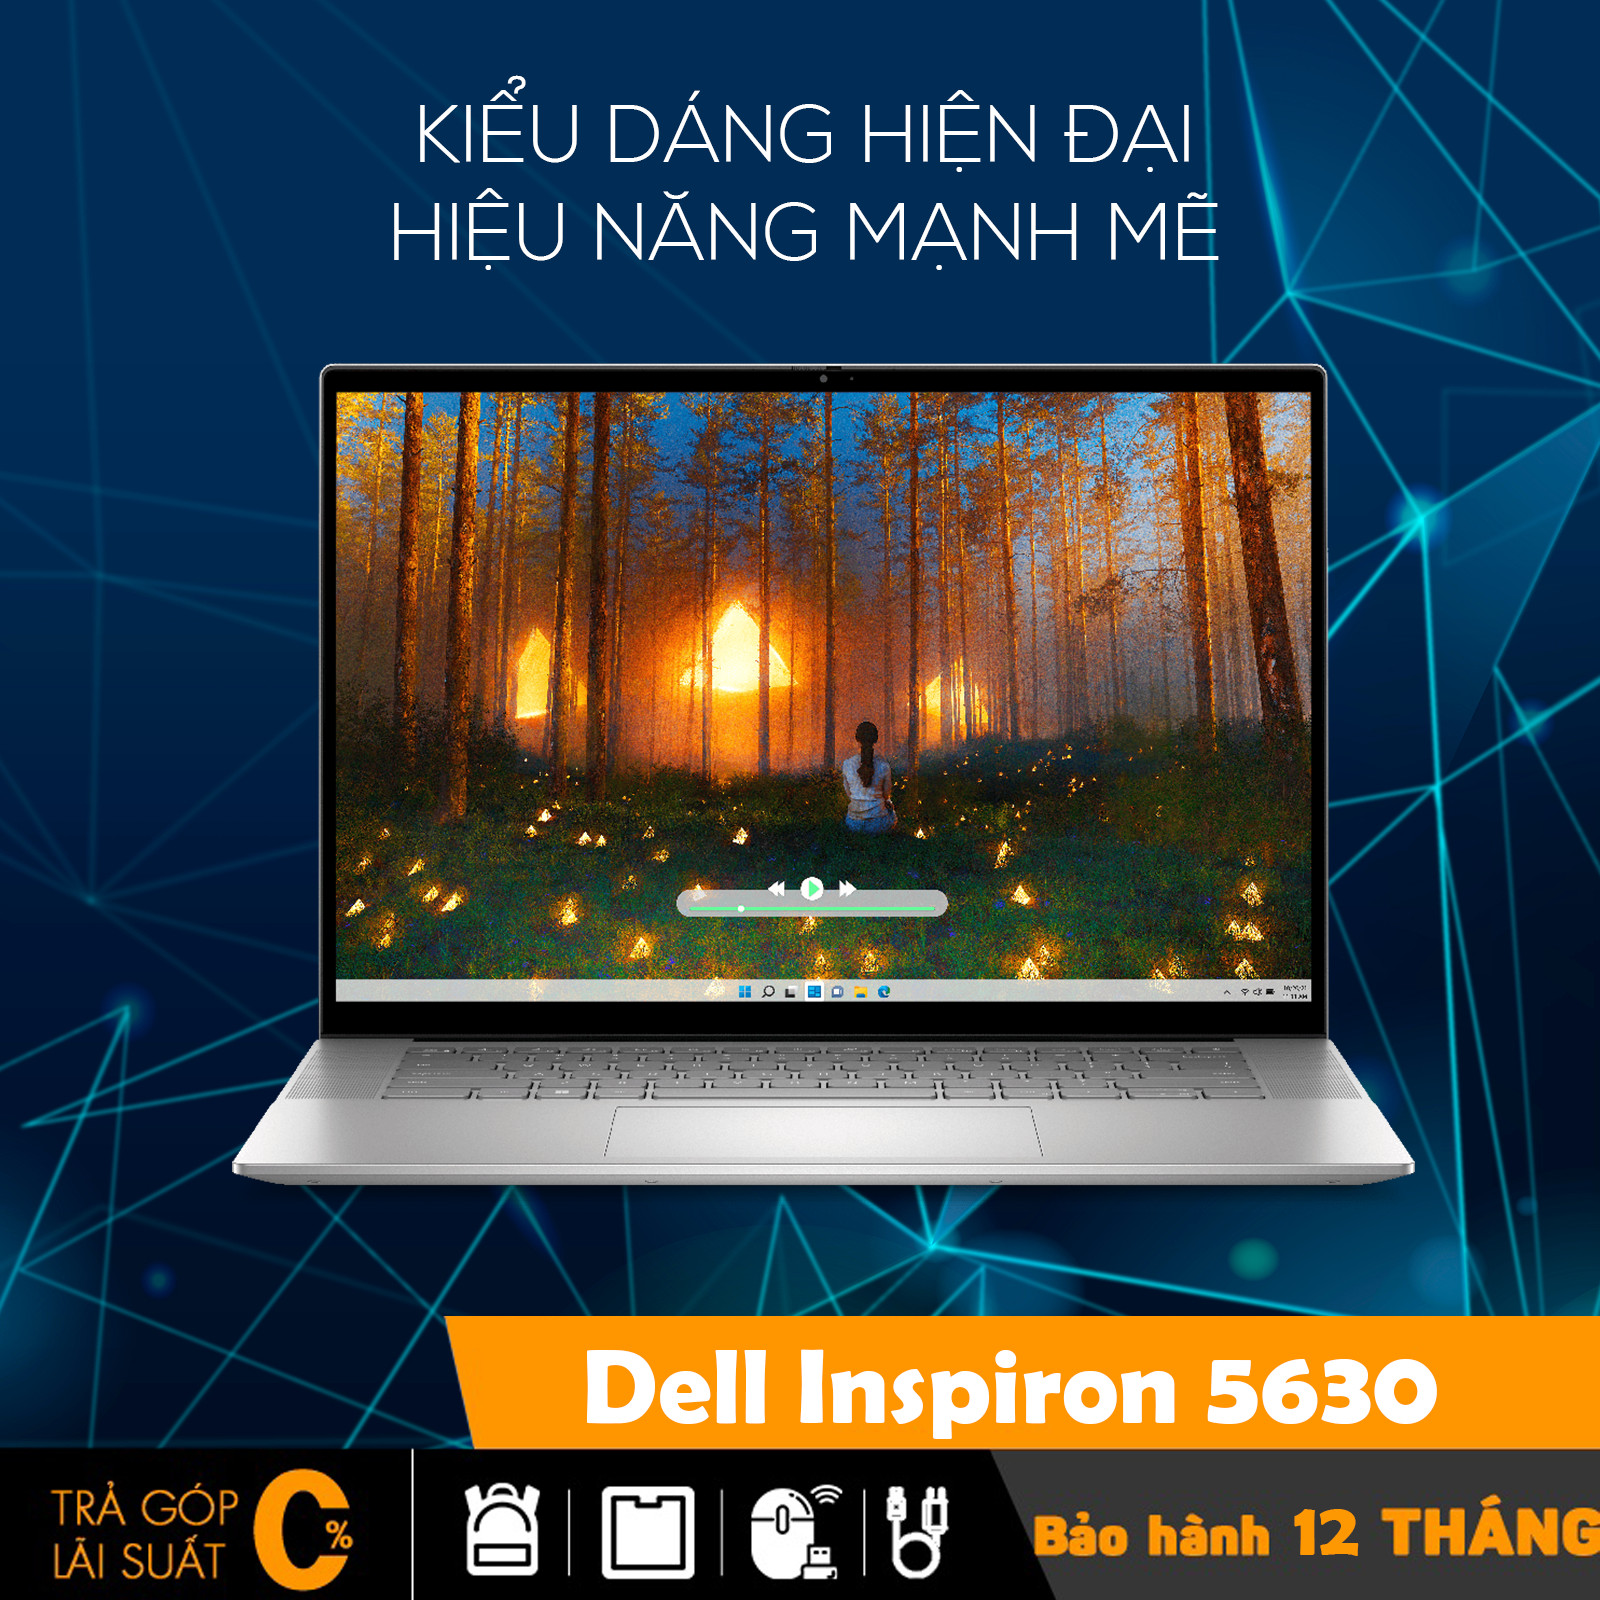 KIỂU DÁNG HIỆN ĐẠI
HIỆU NĂNG MẠNH MẼ
Dell Inspiron 5630
TRẢ GÓP
LÃI SUẤT
%
Bảo hành 12 THÁNG